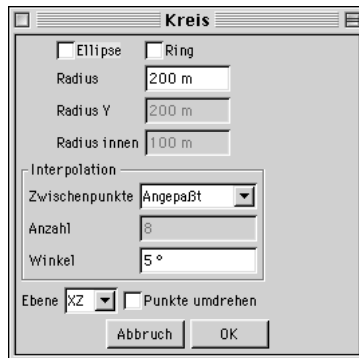 Kreis
Ellipse Ring
Radius 200 m
Radius Y 200 m
Radius innen 100 m
Interpolation
Zwischenpunkte Angepaßt
Anzahl 8
Winkel 5 °
Ebene XZ Punkte umdrehen
Abbruch OK